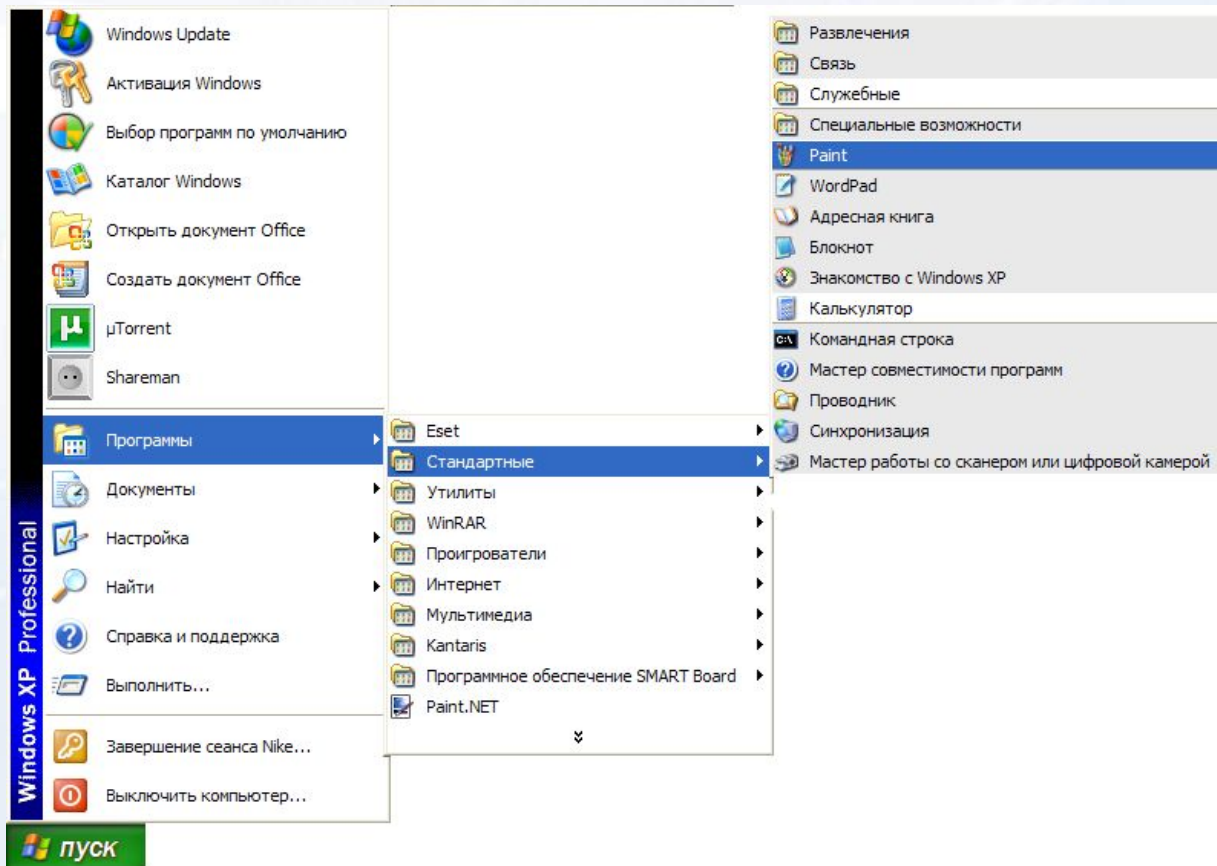 Windows Update
Активация Windows
Выбор программ по умолчанию
Каталог Windows
Открыть документ Office
Создать документ Office
µ
µTorrent
Shareman
Программы
Документы
Настройка
Найти
Справка и поддержка
Выполнить...
Завершение сеанса Nike...
Выключить компьютер...
Windows XP Professional
пуск
Eset
Стандартные
Утилиты
WinRAR
Проигрователи
Интернет
Мультимедиа
Kantaris
Программное обеспечение SMART Board
Paint.NET
Развлечения
Связь
Служебные
Специальные возможности
Paint
WordPad
Адресная книга
Блокнот
Знакомство с Windows XP
Калькулятор
C:\
Командная строка
Мастер совместимости программ
Проводник
Синхронизация
Мастер работы со сканером или цифровой камерой